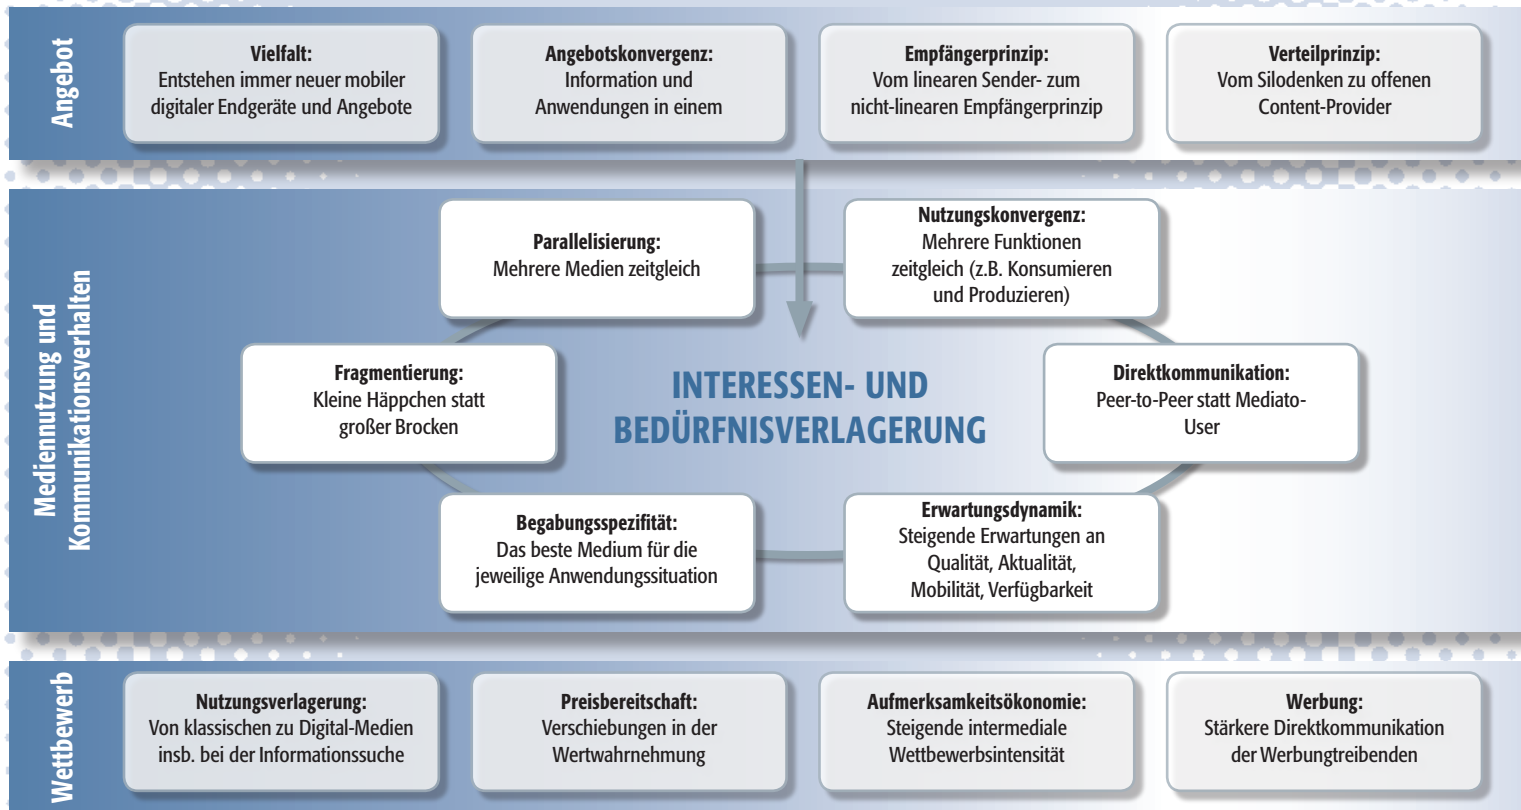 Angebot
Vielfalt:
Entstehen immer neuer mobiler
digitaler Endgeräte und Angebote
Angebotskonvergenz:
Information und
Anwendungen in einem
Empfängerprinzip:
Vom linearen Sender- zum
nicht-linearen Empfängerprinzip
Verteilprinzip:
Vom Silodenken zu offenen
Content-Provider
Mediennutzung und
Kommunikationsverhalten
Parallelisierung:
Mehrere Medien zeitgleich
Nutzungskonvergenz:
Mehrere Funktionen
zeitgleich (z.B. Konsumieren
und Produzieren)
Fragmentierung:
Kleine Häppchen statt
großer Brocken
INTERESSEN- UND
BEDÜRFNISVERLAGERUNG
Direktkommunikation:
Peer-to-Peer statt Mediato-
User
Begabungsspezifität:
Das beste Medium für die
jeweilige Anwendungssituation
Erwartungsdynamik:
Steigende Erwartungen an
Qualität, Aktualität,
Mobilität, Verfügbarkeit
Wettbewerb
Nutzungsverlagerung:
Von klassischen zu Digital-Medien
insb. bei der Informationssuche
Preisbereitschaft:
Verschiebungen in der
Wertwahrnehmung
Aufmerksamkeitsökonomie:
Steigende intermediale
Wettbewerbsintensität
Werbung:
Stärkere Direktkommunikation
der Werbungtreibenden